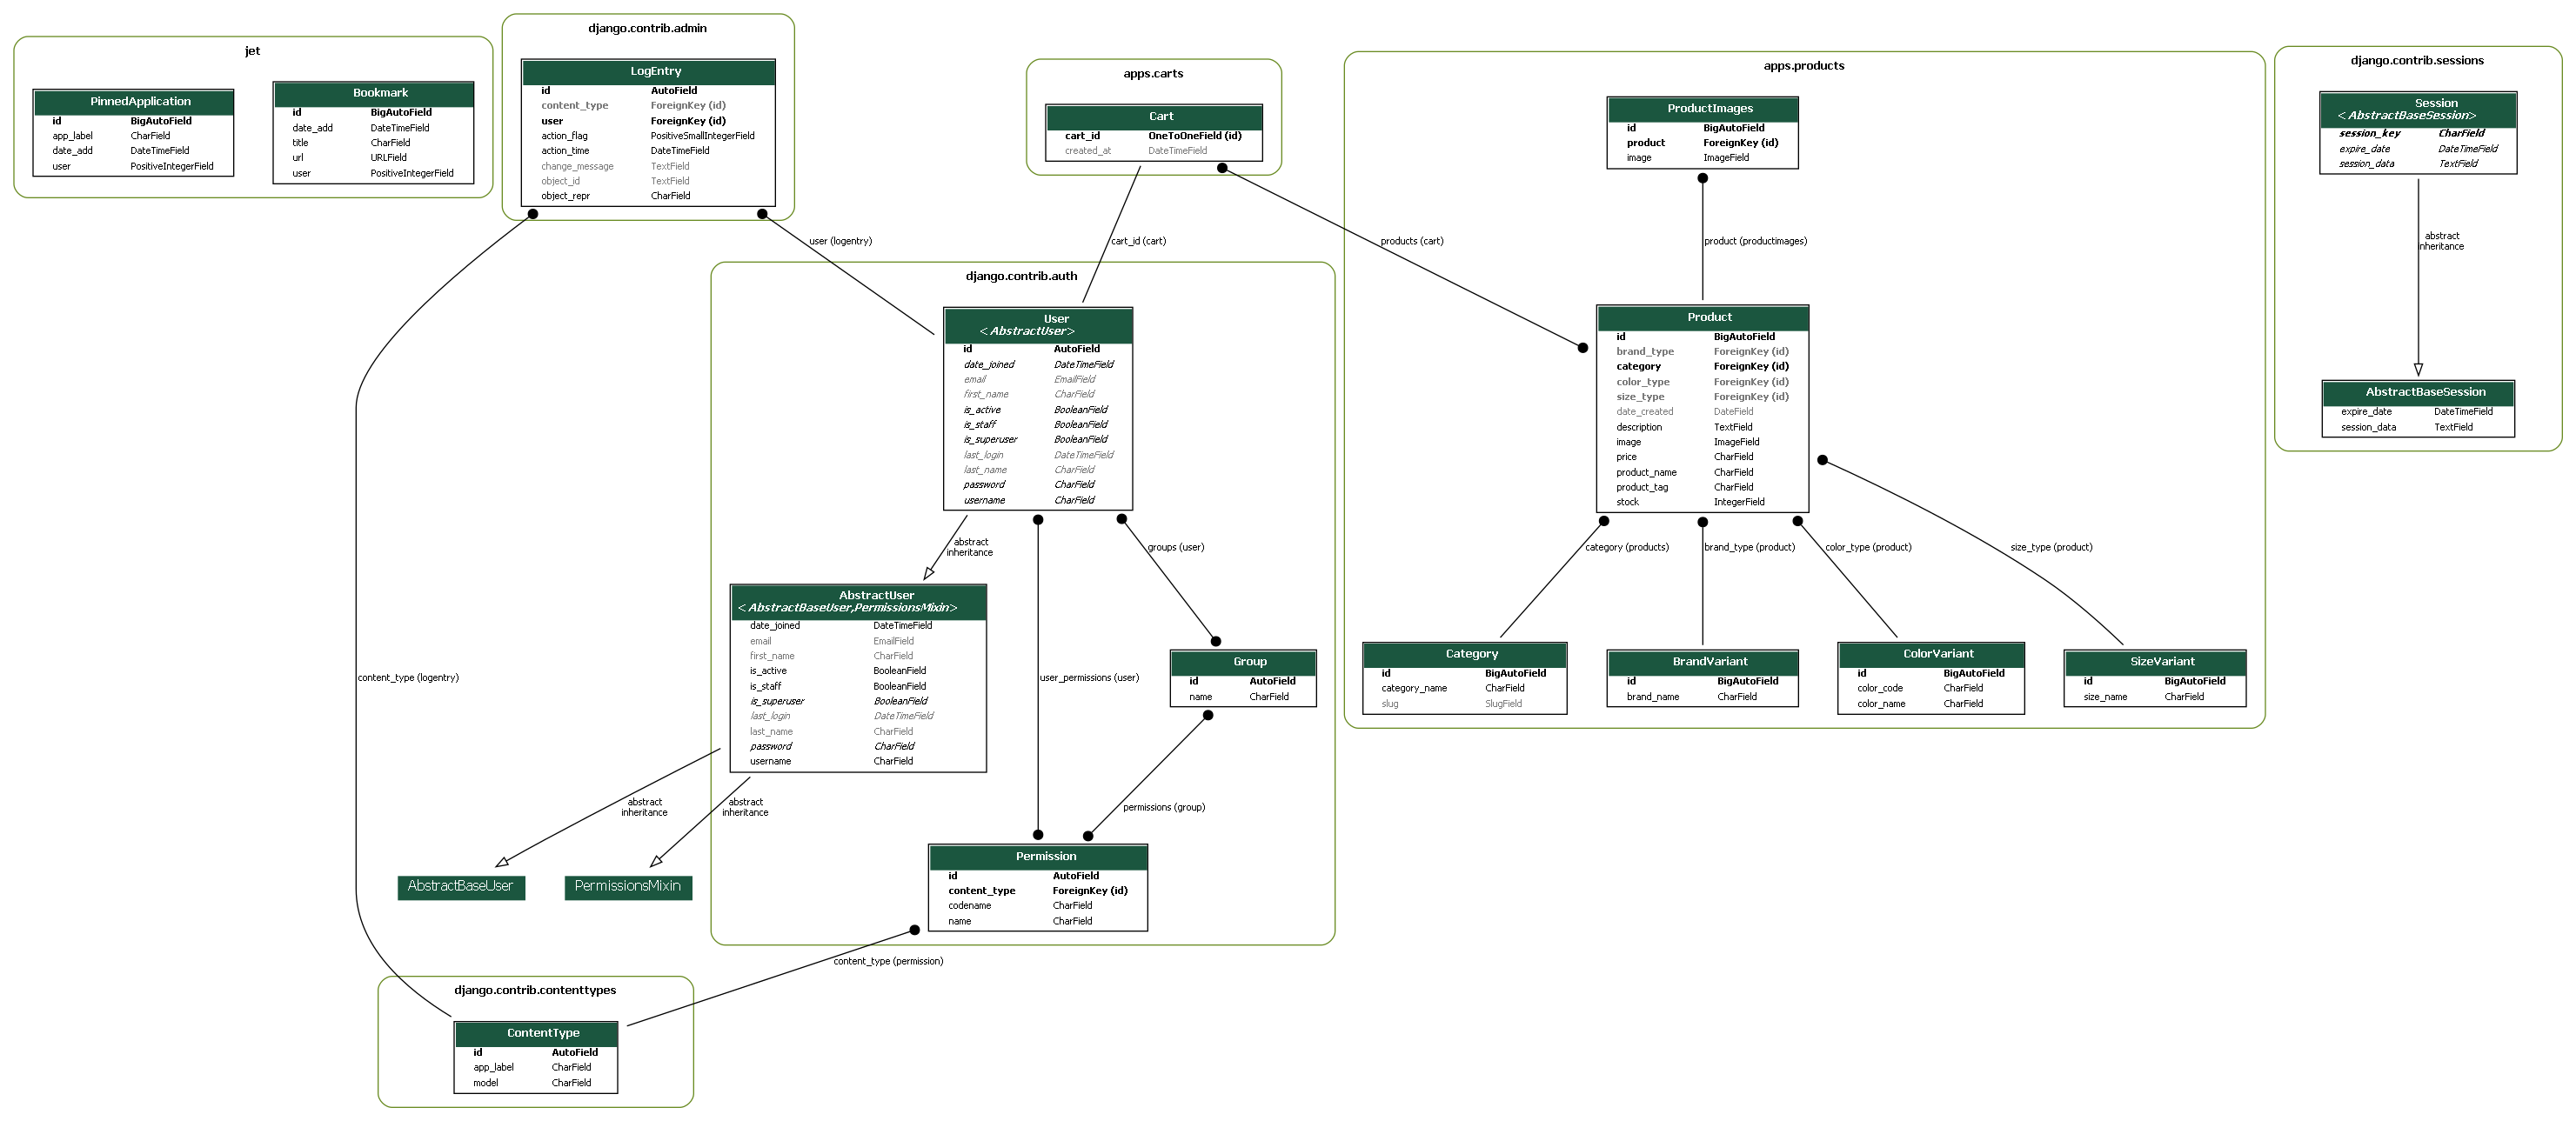 jet
PinnedApplication
id BigAutoField
app_label CharField
date_add DateTimeField
user PositiveIntegerField
Bookmark
id BigAutoField
date_add DateTimeField
title CharField
url URLField
user PositiveIntegerField
django.contrib.admin
LogEntry
id AutoField
content_type ForeignKey (id)
user ForeignKey (id)
action_flag PositiveSmallIntegerField
action_time DateTimeField
change_message TextField
object_id TextField
object_repr CharField
apps.carts
Cart
cart_id OneToOneField (id)
created_at DateTimeField
apps.products
ProductImages
id BigAutoField
product ForeignKey (id)
image ImageField
django.contrib.sessions
Session
<AbstractBaseSession>
session_key CharField
expire_date DateTimeField
session_data TextField
user (logentry)
cart_id (cart)
products (cart)
product (productimages)
abstract
inheritance
django.contrib.auth
User
<AbstractUser>
id AutoField
date_joined DateTimeField
email EmailField
first_name CharField
is_active BooleanField
is_staff BooleanField
is_superuser BooleanField
last_login DateTimeField
last_name CharField
password CharField
username CharField
Product
id BigAutoField
brand_type ForeignKey (id)
category ForeignKey (id)
color_type ForeignKey (id)
size_type ForeignKey (id)
date_created DateField
description TextField
image ImageField
price CharField
product_name CharField
product_tag CharField
stock IntegerField
AbstractBaseSession
expire_date DateTimeField
session_data TextField
abstract
inheritance
groups (user)
category (products)
brand_type (product)
color_type (product)
size_type (product)
AbstractUser
<AbstractBaseUser,PermissionsMixin>
date_joined DateTimeField
email EmailField
first_name CharField
is_active BooleanField
is_staff BooleanField
is_superuser BooleanField
last_login DateTimeField
last_name CharField
password CharField
username CharField
content_type (logentry)
user_permissions (user)
Group
id AutoField
name CharField
Category
id BigAutoField
category_name CharField
slug SlugField
BrandVariant
id BigAutoField
brand_name CharField
ColorVariant
id BigAutoField
color_code CharField
color_name CharField
SizeVariant
id BigAutoField
size_name CharField
abstract
inheritance
abstract
inheritance
permissions (group)
AbstractBaseUser
PermissionsMixin
Permission
id AutoField
content_type ForeignKey (id)
codename CharField
name CharField
content_type (permission)
django.contrib.contenttypes
ContentType
id AutoField
app_label CharField
model CharField